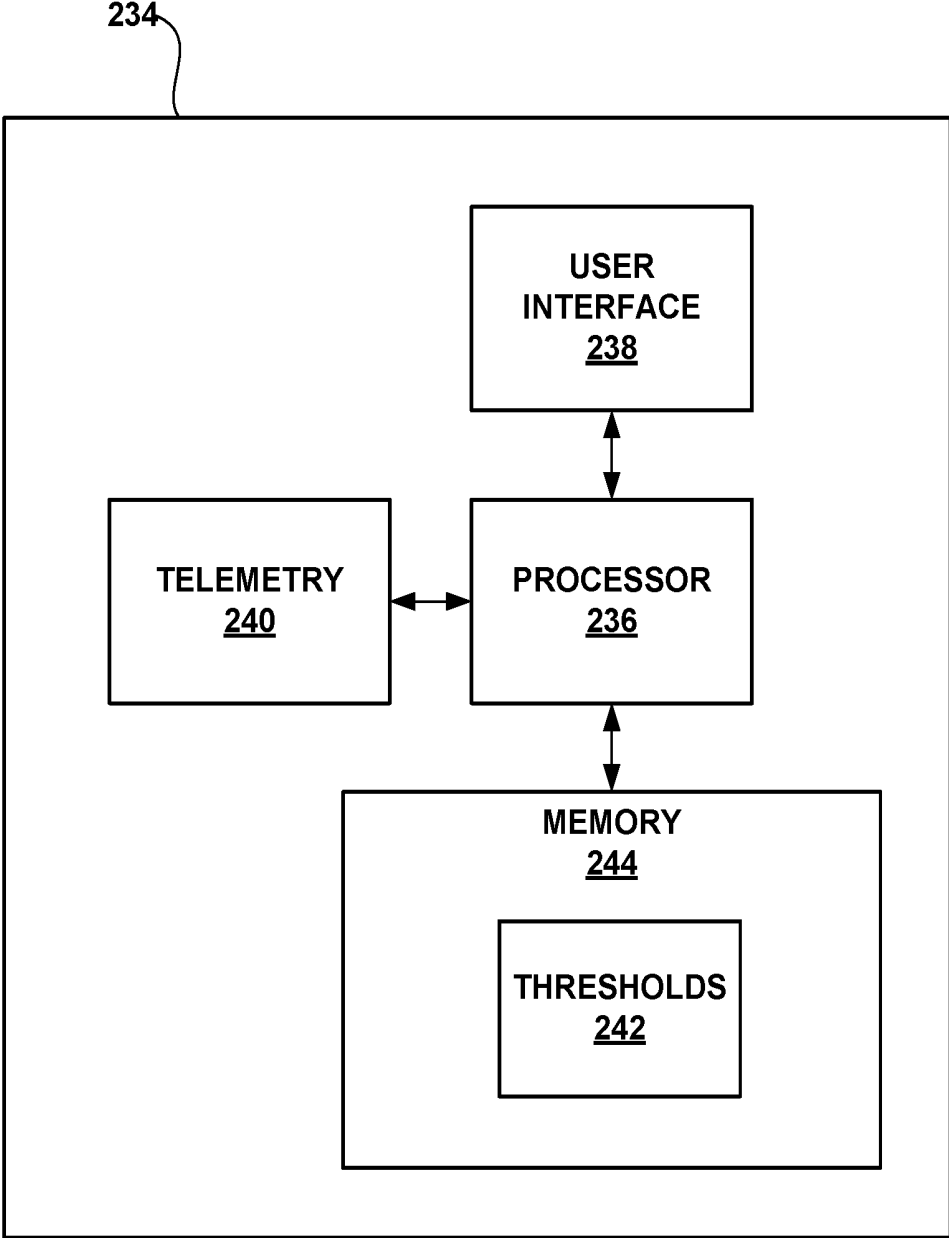 234
USER
INTERFACE
238
TELEMETRY
240
PROCESSOR
236
MEMORY
244
THRESHOLDS
242